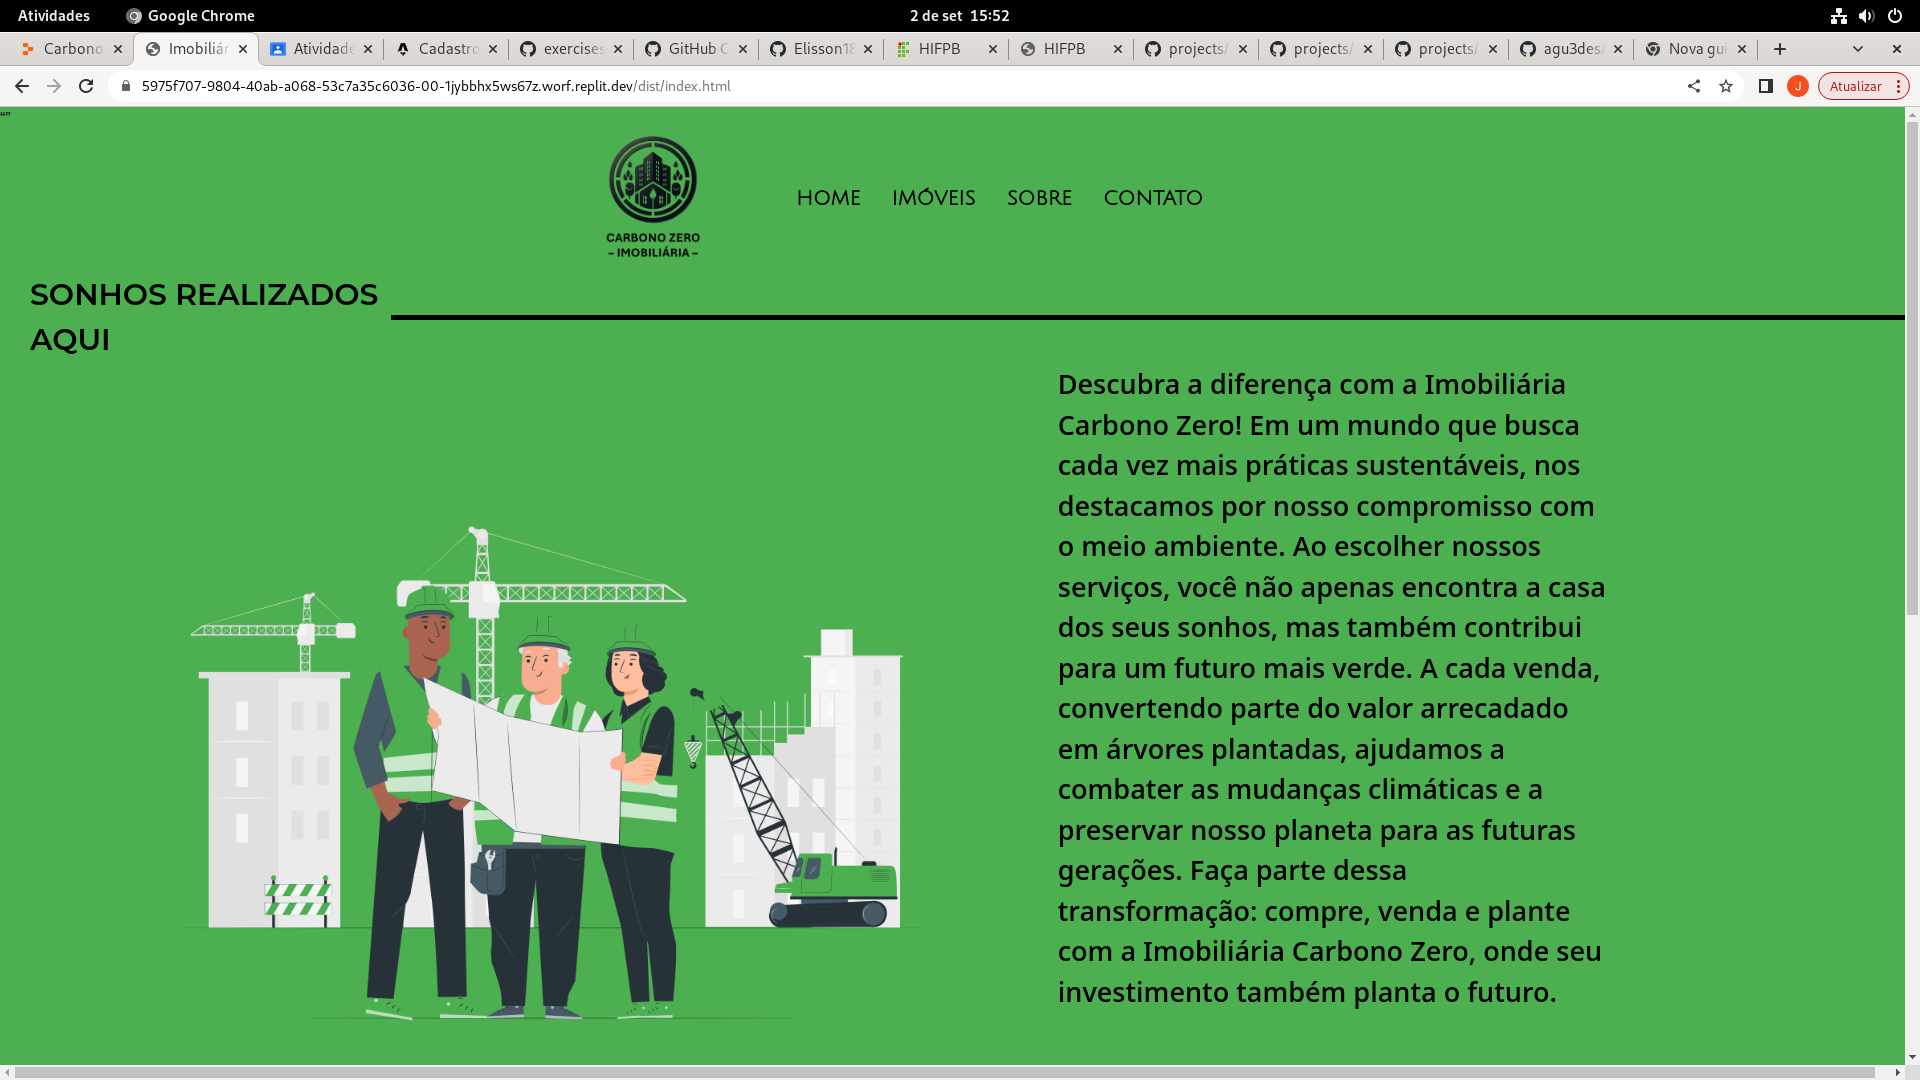 Atividades
Google Chrome
2 de set 15:52
Carbono
Imobiliár
Atividade
Cadastro
exercises
GitHub C
Elisson18
HIFPB
HIFPB
projects/
projects/
projects/
agu3des/
Nova gui
5975f707-9804-40ab-a068-53c7a35c6036-00-1jybbhx5ws67z.worf.replit.dev/dist/index.html
J
Atualizar
“”
CARBONO ZERO
– IMOBILIÁRIA –
HOME
IMÓVEIS
SOBRE
CONTATO
SONHOS REALIZADOS
AQUI
Descubra a diferença com a Imobiliária
Carbono Zero! Em um mundo que busca
cada vez mais práticas sustentáveis, nos
destacamos por nosso compromisso com
o meio ambiente. Ao escolher nossos
serviços, você não apenas encontra a casa
dos seus sonhos, mas também contribui
para um futuro mais verde. A cada venda,
convertendo parte do valor arrecadado
em árvores plantadas, ajudamos a
combater as mudanças climáticas e a
preservar nosso planeta para as futuras
gerações. Faça parte dessa
transformação: compre, venda e plante
com a Imobiliária Carbono Zero, onde seu
investimento também planta o futuro.